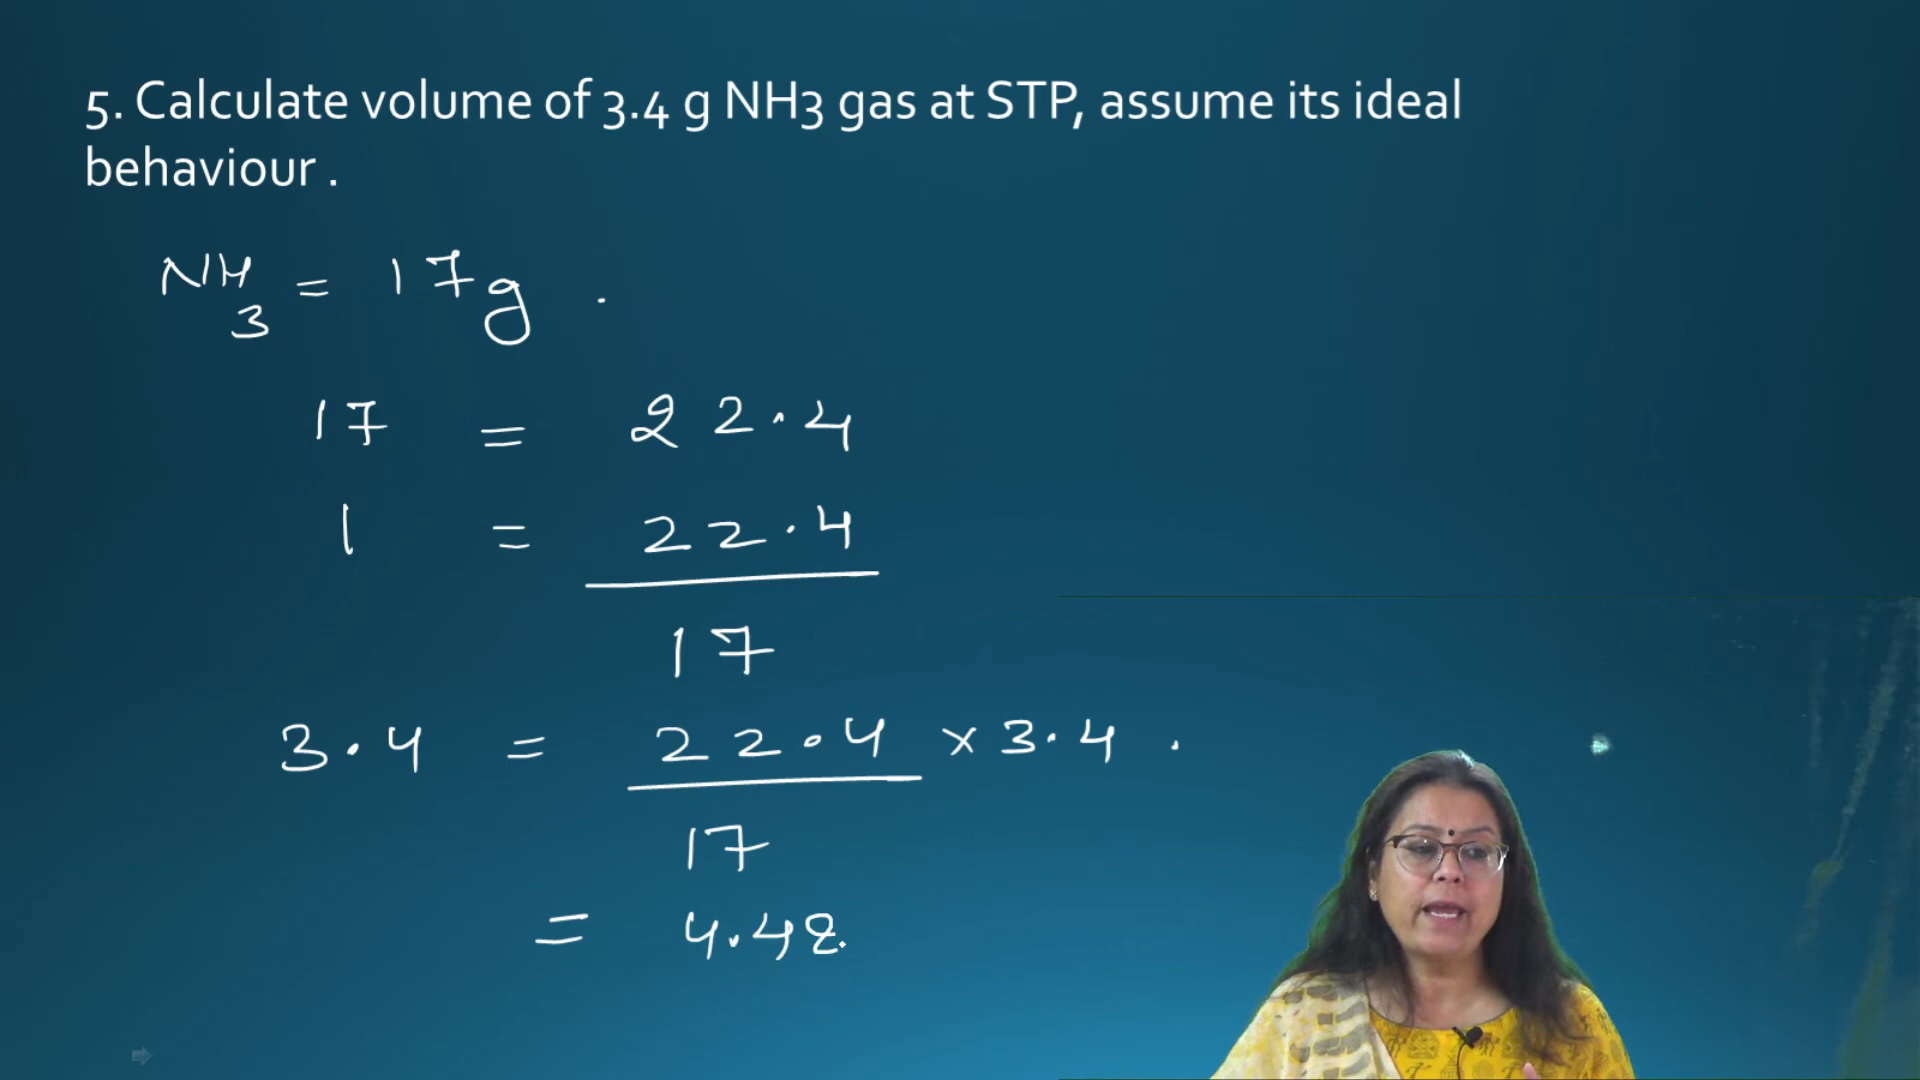 5. Calculate volume of 3.4 g NH3 gas at STP, assume its ideal
behaviour .
NH3 = 17g .
17 = 22.4
1 = 22.4
17
3.4 = 22.4 × 3.4 .
17
= 4.48